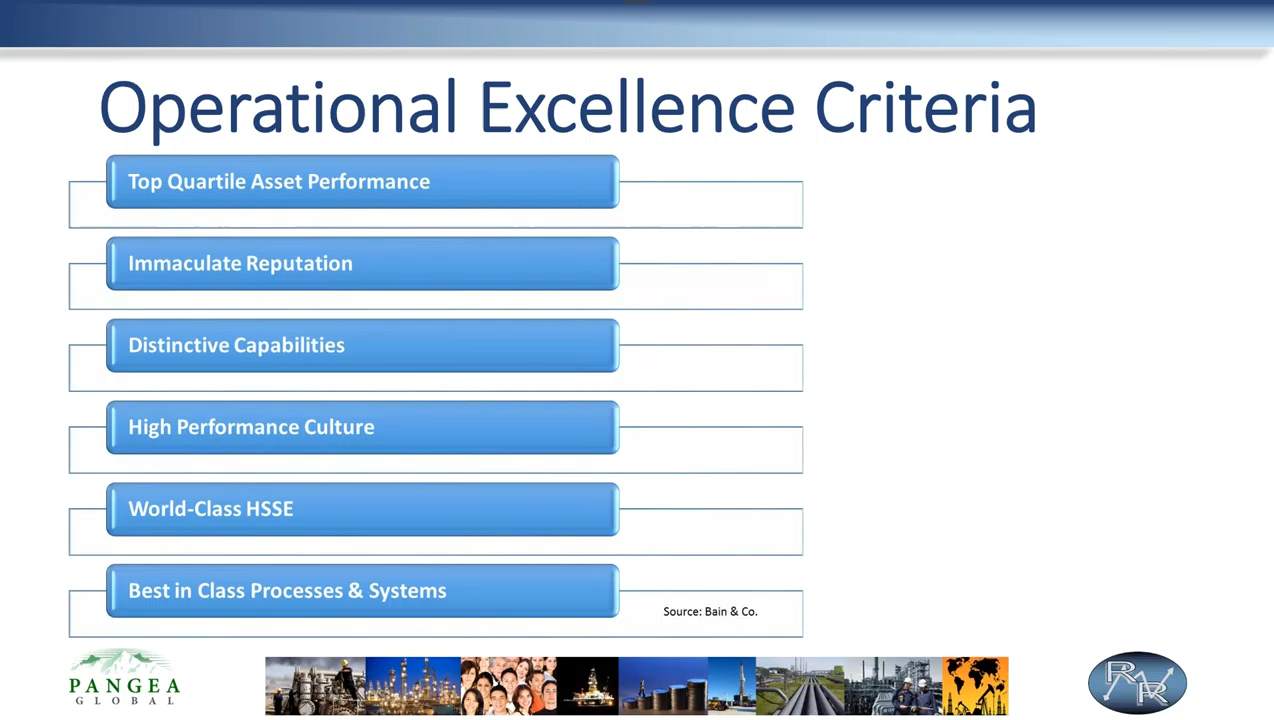 Operational Excellence Criteria
Top Quartile Asset Performance
Immaculate Reputation
Distinctive Capabilities
High Performance Culture
World-Class HSSE
Best in Class Processes & Systems
Source: Bain & Co.
PANGEA
GLOBAL
R R